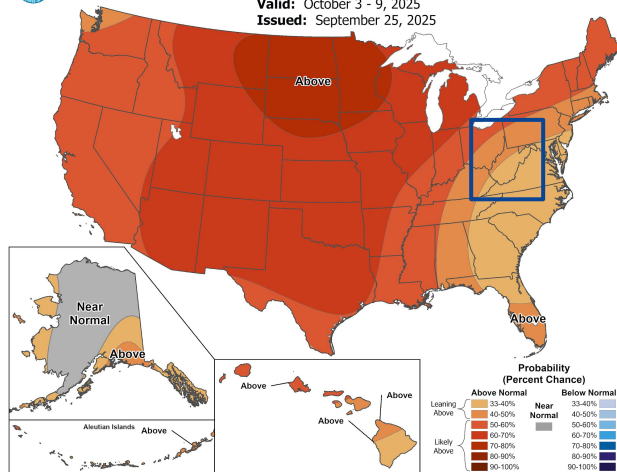 Valid: October 3 - 9, 2025
Issued: September 25, 2025
Above
Near
Normal
Above
Aleutian Islands
Above
Above
Above
Above
Above
Probability
(Percent Chance)
Above Normal
Below Normal
Leaning
Above
Likely
Above
33-40%
40-50%
50-60%
60-70%
70-80%
80-90%
90-100%
Near
Normal
33-40%
40-50%
50-60%
60-70%
70-80%
80-90%
90-100%